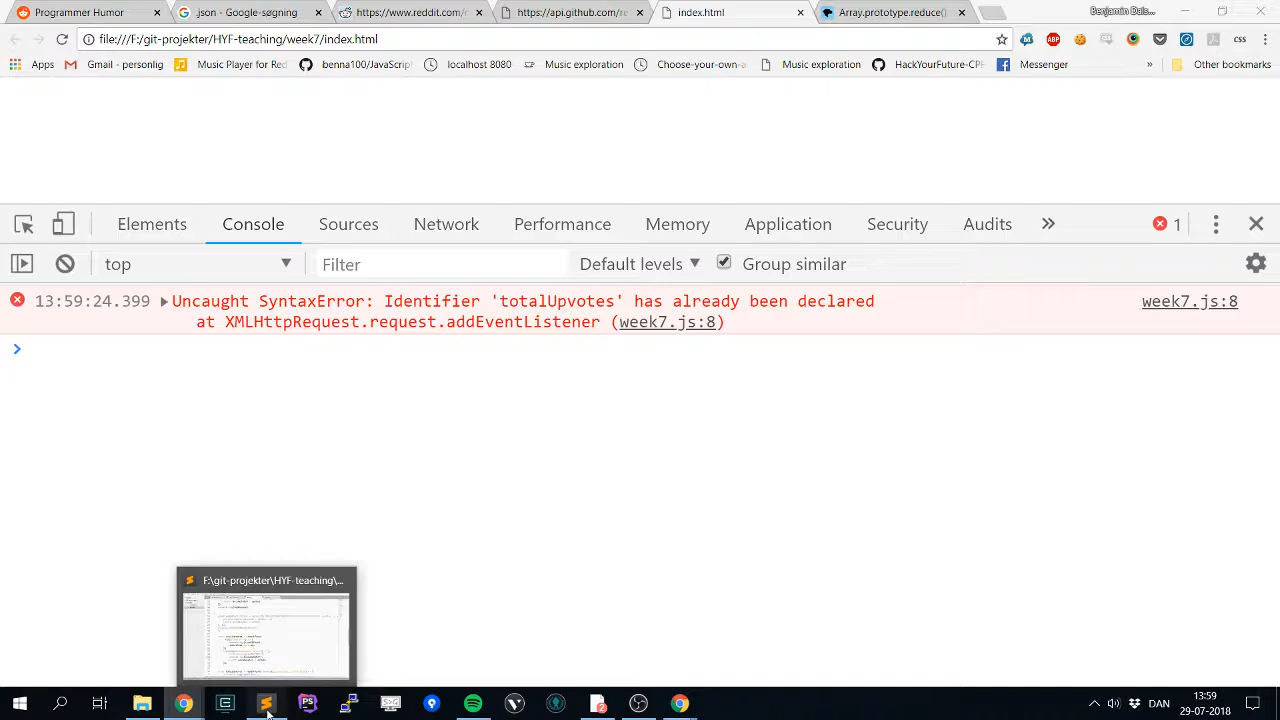 Programmer Humor
json - Google-søgning
https://www.reddit.com/r
https://api.github.com/re
index.html
Array.prototype.reduce()
file:///F:/git-projekter/HYF-teaching/week7/index.html
css
Apps
Gmail - personlig
Music Player for Red
benna100/JavaScript
localhost 8080
Music exploration
Choose-your-own-a
Music exploration
HackYourFuture-CPH
Messenger
»
Other bookmarks
Elements
Console
Sources
Network
Performance
Memory
Application
Security
Audits
»
1
top
Filter
Default levels
Group similar
13:59:24.399 Uncaught SyntaxError: Identifier 'totalUpvotes' has already been declared
week7.js:8
at XMLHttpRequest.request.addEventListener (week7.js:8)
F:\git-projekter\HYF-teaching\...
DAN
13:59
29-07-2018